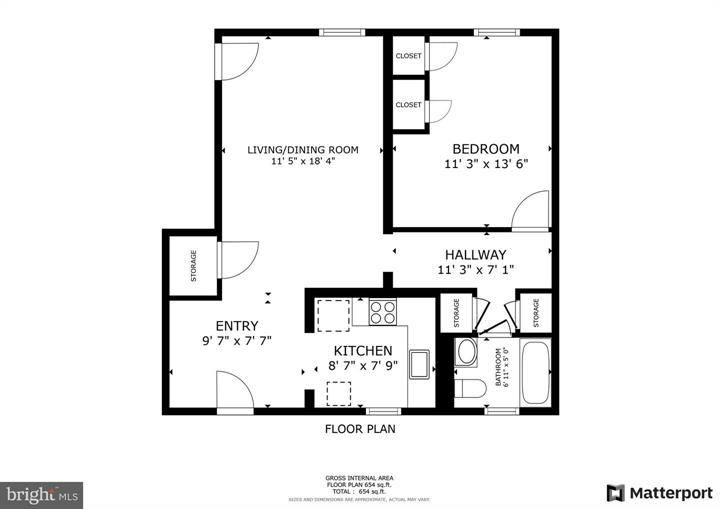 CLOSET
CLOSET
LIVING/DINING ROOM
11' 5" x 18' 4"
BEDROOM
11' 3" x 13' 6"
STORAGE
HALLWAY
11' 3" x 7' 1"
STORAGE
STORAGE
ENTRY
9' 7" x 7' 7"
KITCHEN
8' 7" x 7' 9"
BATHROOM
6' 11" x 5' 0"
FLOOR PLAN
GROSS INTERNAL AREA
FLOOR PLAN 654 sq.ft.
TOTAL : 654 sq.ft.
SIZES AND DIMENSIONS ARE APPROXIMATE, ACTUAL MAY VARY.
bright MLS
Matterport